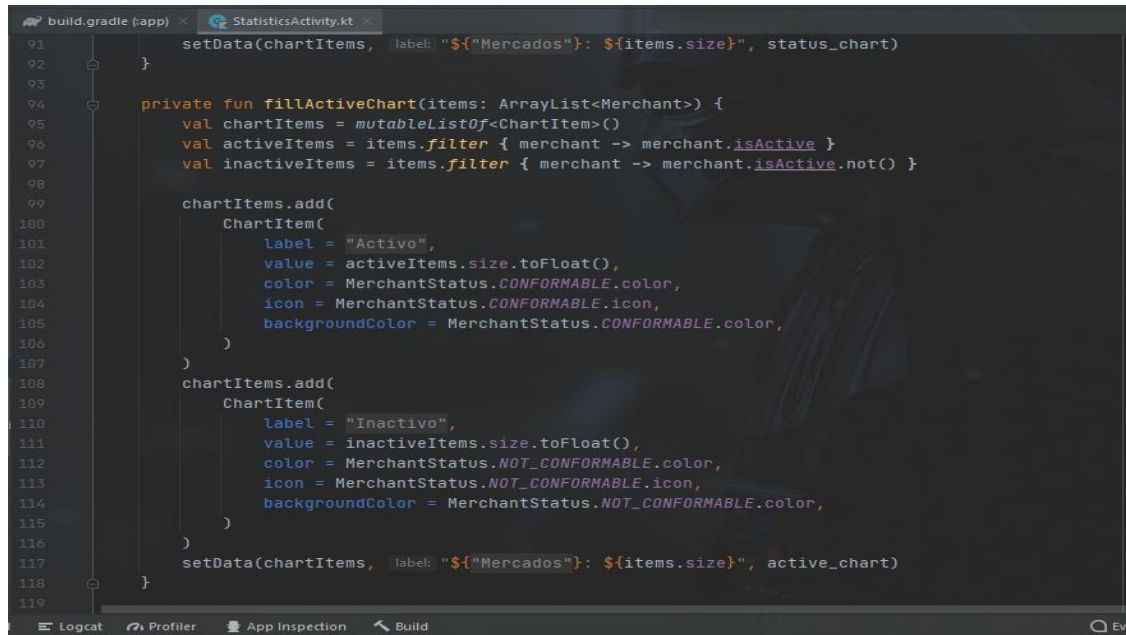 build.gradle (:app) × StatisticsActivity.kt ×
91 setData(chartItems, label: "${"Mercados"}: ${items.size}", status_chart)
92 }
93
94 private fun fillActiveChart(items: ArrayList<Merchant>) {
95 val chartItems = mutableListOf<ChartItem>()
96 val activeItems = items.filter { merchant -> merchant.isActive }
97 val inactiveItems = items.filter { merchant -> merchant.isActive.not() }
98
99 chartItems.add(
100 ChartItem(
101 label = "Activo",
102 value = activeItems.size.toFloat(),
103 color = MerchantStatus.CONFORMABLE.color,
104 icon = MerchantStatus.CONFORMABLE.icon,
105 backgroundColor = MerchantStatus.CONFORMABLE.color,
106 )
107 )
108 chartItems.add(
109 ChartItem(
110 label = "Inactivo",
111 value = inactiveItems.size.toFloat(),
112 color = MerchantStatus.NOT_CONFORMABLE.color,
113 icon = MerchantStatus.NOT_CONFORMABLE.icon,
114 backgroundColor = MerchantStatus.NOT_CONFORMABLE.color,
115 )
116 )
117 setData(chartItems, label: "${"Mercados"}: ${items.size}", active_chart)
118 }
119
Logcat Profiler App Inspection Build Ev